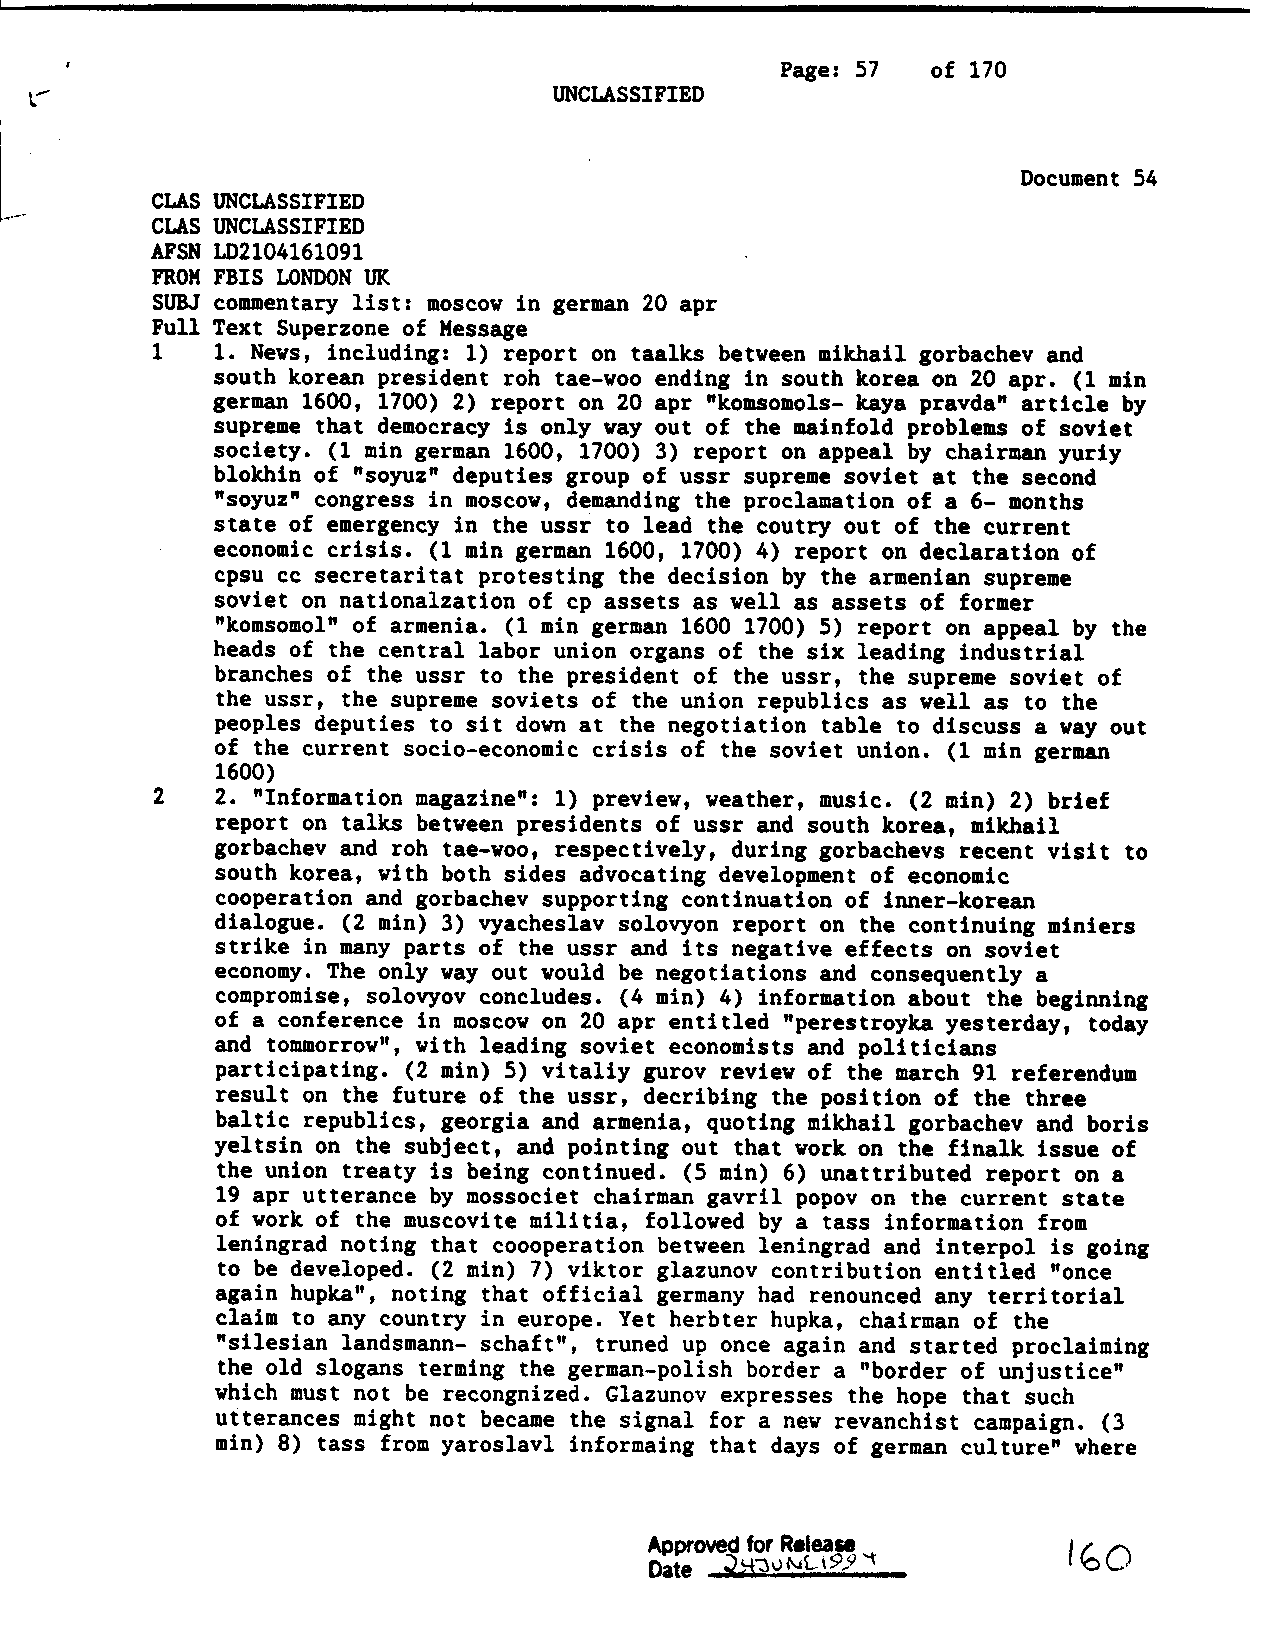 Page: 57 of 170
UNCLASSIFIED
Document 54
CLAS UNCLASSIFIED
CLAS UNCLASSIFIED
AFSN LD2104161091
FROM FBIS LONDON UK
SUBJ commentary list: moscow in german 20 apr
Full Text Superzone of Message
1 1. News, including: 1) report on taalks between mikhail gorbachev and
south korean president roh tae-woo ending in south korea on 20 apr. (1 min
german 1600, 1700) 2) report on 20 apr "komsomols- kaya pravda" article by
supreme that democracy is only way out of the mainfold problems of soviet
society. (1 min german 1600, 1700) 3) report on appeal by chairman yuriy
blokhin of "soyuz" deputies group of ussr supreme soviet at the second
"soyuz" congress in moscow, demanding the proclamation of a 6- months
state of emergency in the ussr to lead the coutry out of the current
economic crisis. (1 min german 1600, 1700) 4) report on declaration of
cpsu cc secretaritat protesting the decision by the armenian supreme
soviet on nationalzation of cp assets as well as assets of former
"komsomol" of armenia. (1 min german 1600 1700) 5) report on appeal by the
heads of the central labor union organs of the six leading industrial
branches of the ussr to the president of the ussr, the supreme soviet of
the ussr, the supreme soviets of the union republics as well as to the
peoples deputies to sit down at the negotiation table to discuss a way out
of the current socio-economic crisis of the soviet union. (1 min german
1600)
2 2. "Information magazine": 1) preview, weather, music. (2 min) 2) brief
report on talks between presidents of ussr and south korea, mikhail
gorbachev and roh tae-woo, respectively, during gorbachevs recent visit to
south korea, with both sides advocating development of economic
cooperation and gorbachev supporting continuation of inner-korean
dialogue. (2 min) 3) vyacheslav solovyon report on the continuing miniers
strike in many parts of the ussr and its negative effects on soviet
economy. The only way out would be negotiations and consequently a
compromise, solovyov concludes. (4 min) 4) information about the beginning
of a conference in moscow on 20 apr entitled "perestroyka yesterday, today
and tommorrow", with leading soviet economists and politicians
participating. (2 min) 5) vitaliy gurov review of the march 91 referendum
result on the future of the ussr, decribing the position of the three
baltic republics, georgia and armenia, quoting mikhail gorbachev and boris
yeltsin on the subject, and pointing out that work on the finalk issue of
the union treaty is being continued. (5 min) 6) unattributed report on a
19 apr utterance by mossociet chairman gavril popov on the current state
of work of the muscovite militia, followed by a tass information from
leningrad noting that coooperation between leningrad and interpol is going
to be developed. (2 min) 7) viktor glazunov contribution entitled "once
again hupka", noting that official germany had renounced any territorial
claim to any country in europe. Yet herbter hupka, chairman of the
"silesian landsmann- schaft", truned up once again and started proclaiming
the old slogans terming the german-polish border a "border of unjustice"
which must not be recongnized. Glazunov expresses the hope that such
utterances might not became the signal for a new revanchist campaign. (3
min) 8) tass from yaroslavl informaing that days of german culture" where
Approved for Release
Date 24 JUNE 1994
160